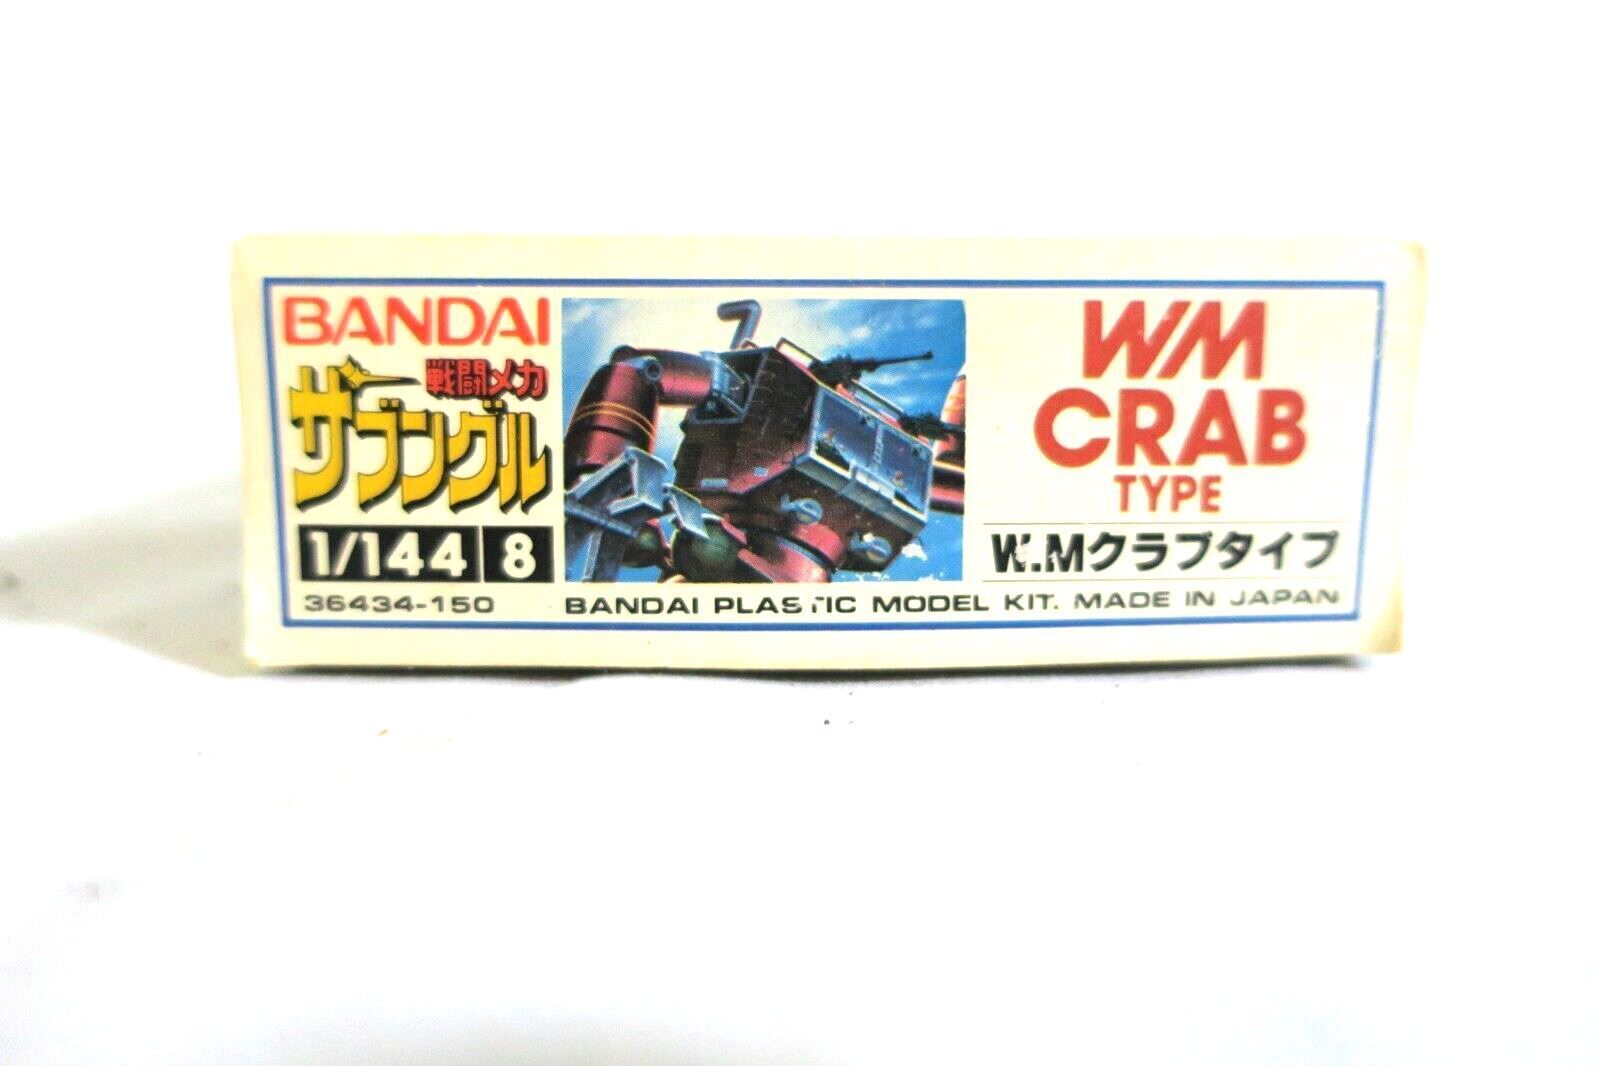 BANDAI
戦闘メカ
ザブングル
1/144 8
36434-150
WM
CRAB
TYPE
W.Mクラブタイプ
BANDAI PLASTIC MODEL KIT. MADE IN JAPAN